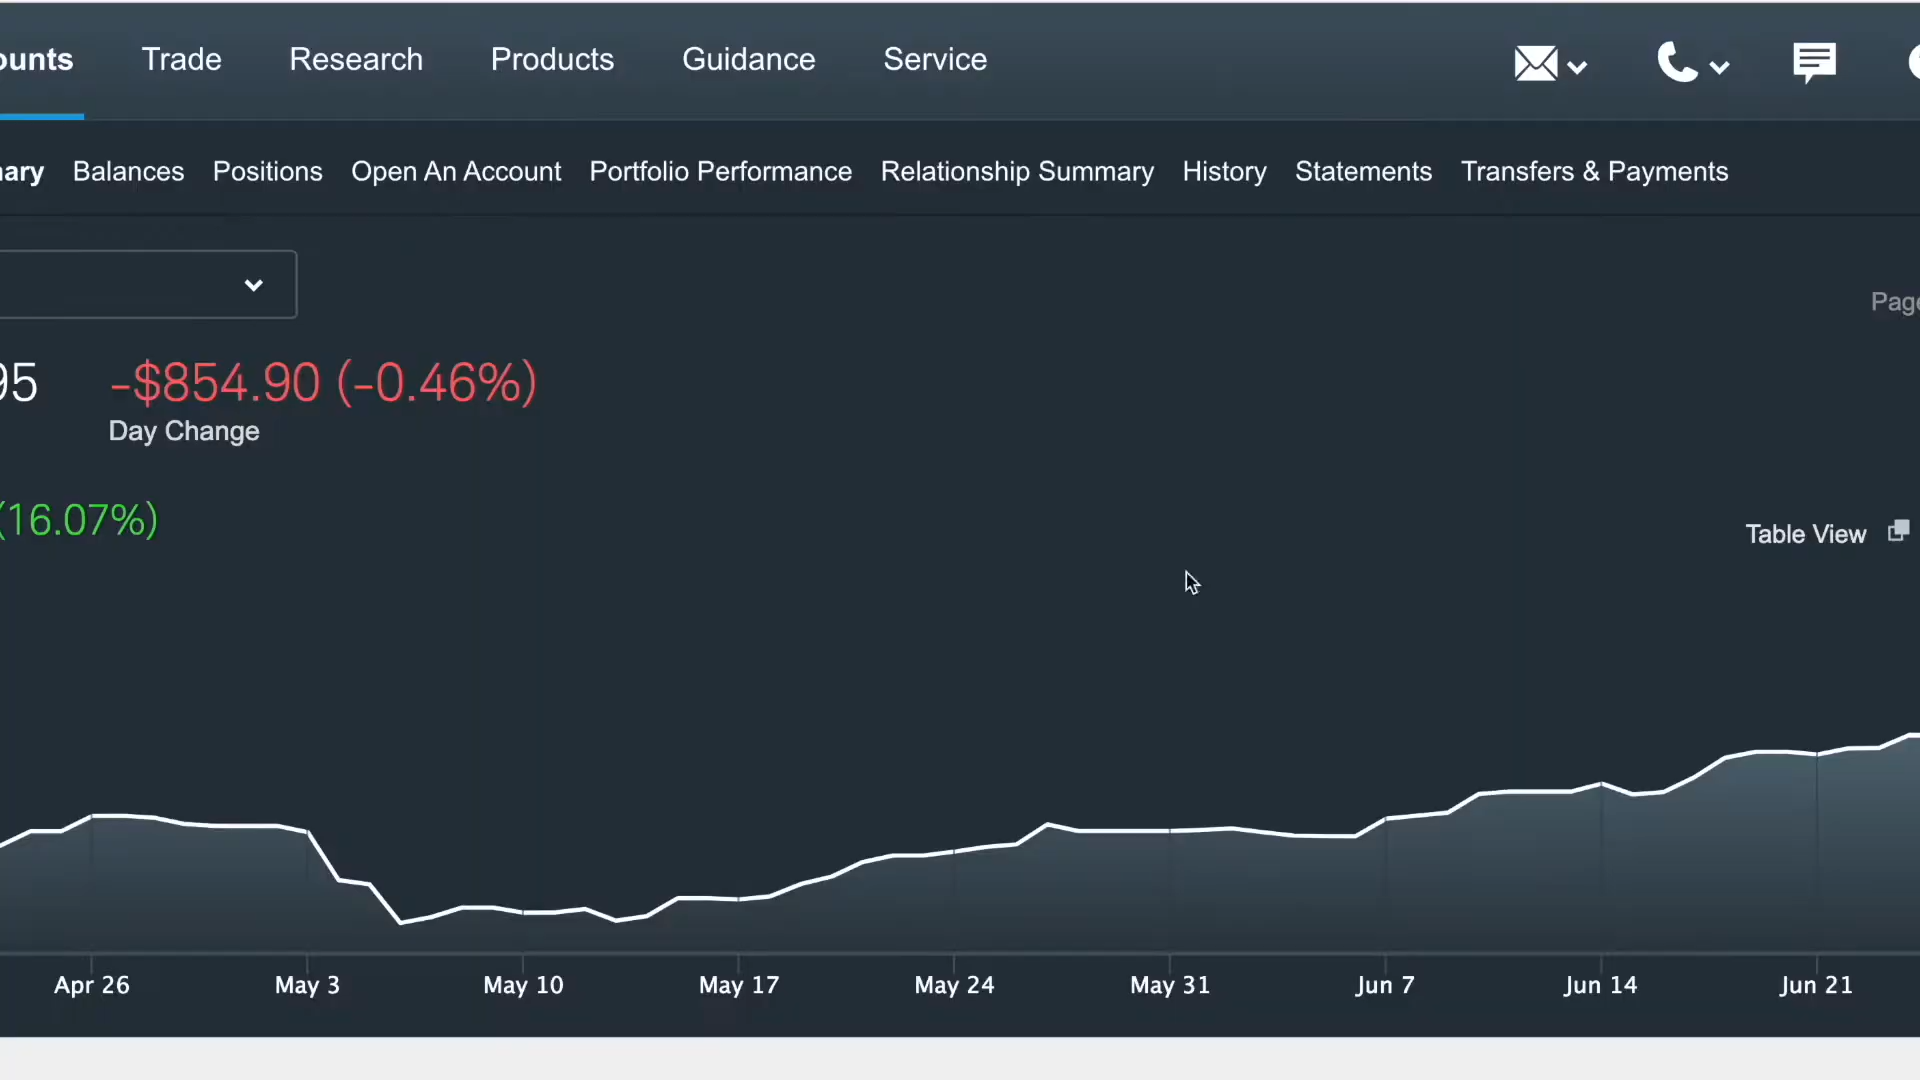 ounts Trade Research Products Guidance Service
ary Balances Positions Open An Account Portfolio Performance Relationship Summary History Statements Transfers & Payments
Page
95 -$854.90 (-0.46%)
Day Change
(16.07%)
Table View
Apr 26 May 3 May 10 May 17 May 24 May 31 Jun 7 Jun 14 Jun 21